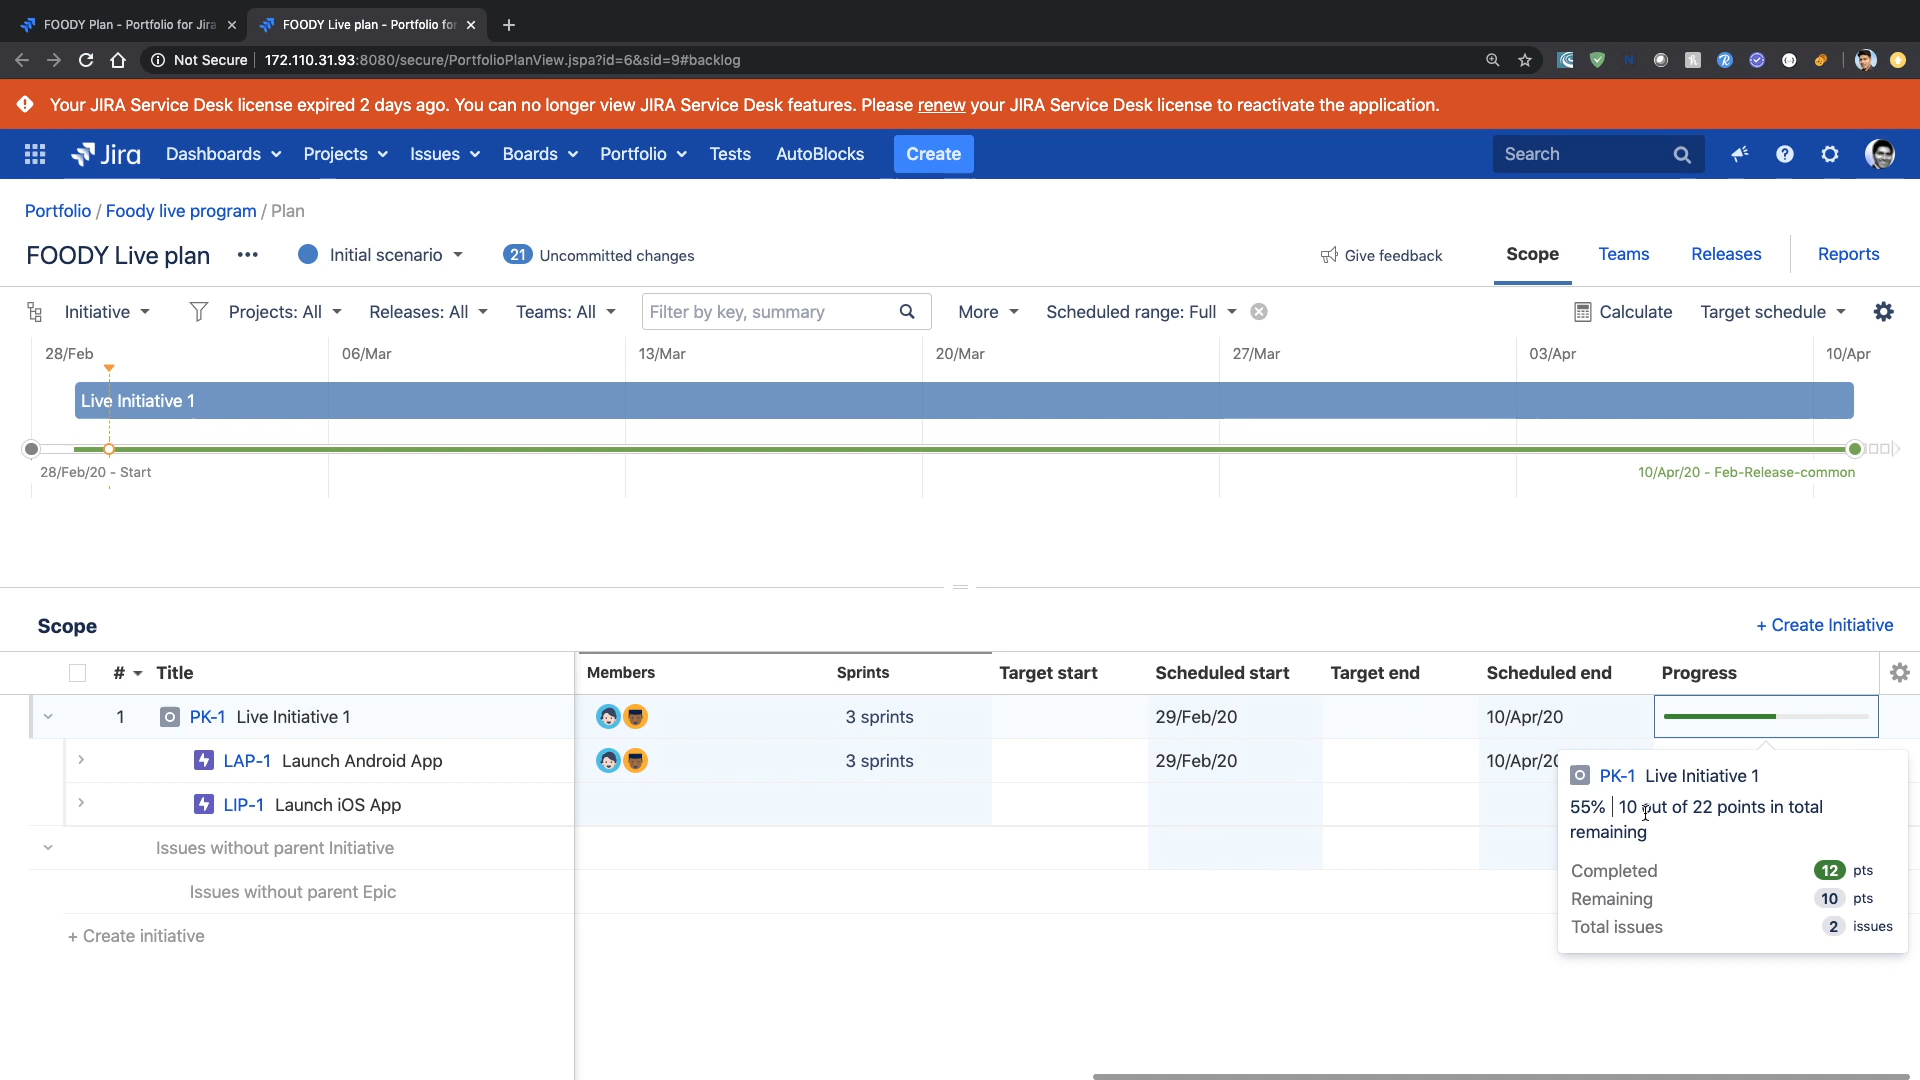 FOODY Plan - Portfolio for Jira
FOODY Live plan - Portfolio for
Not Secure 172.110.31.93:8080/secure/PortfolioPlanView.jspa?id=6&sid=9#backlog
Your JIRA Service Desk license expired 2 days ago. You can no longer view JIRA Service Desk features. Please renew your JIRA Service Desk license to reactivate the application.
Jira Dashboards Projects Issues Boards Portfolio Tests AutoBlocks Create Search
Portfolio / Foody live program / Plan
FOODY Live plan ••• Initial scenario 21 Uncommitted changes Give feedback Scope Teams Releases Reports
Initiative Projects: All Releases: All Teams: All Filter by key, summary More Scheduled range: Full Calculate Target schedule
28/Feb 06/Mar 13/Mar 20/Mar 27/Mar 03/Apr 10/Apr
Live Initiative 1
28/Feb/20 - Start 10/Apr/20 - Feb-Release-common
Scope + Create Initiative
# Title Members Sprints Target start Scheduled start Target end Scheduled end Progress
1 PK-1 Live Initiative 1 3 sprints 29/Feb/20 10/Apr/20
LAP-1 Launch Android App 3 sprints 29/Feb/20 10/Apr/20
LIP-1 Launch iOS App
Issues without parent Initiative
Issues without parent Epic
+ Create initiative
PK-1 Live Initiative 1
55% | 10 out of 22 points in total
remaining
Completed 12 pts
Remaining 10 pts
Total issues 2 issues